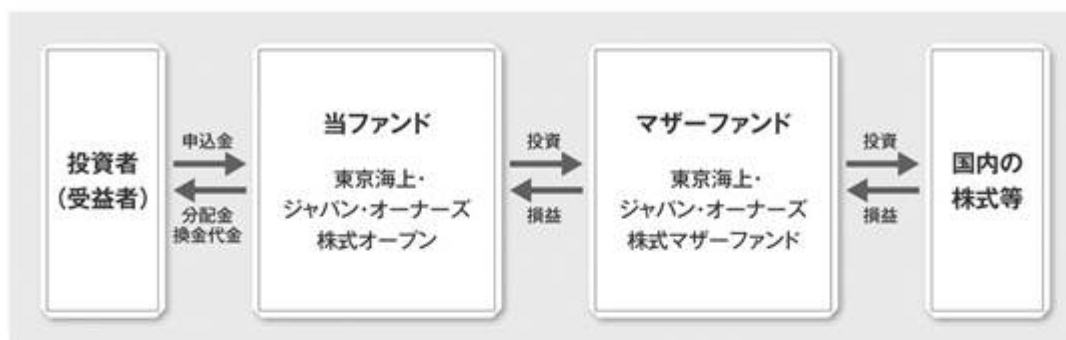 投資者
(受益者)
申込金
分配金
換金代金
当ファンド
東京海上・
ジャパン・オーナーズ
株式オープン
投資
損益
マザーファンド
東京海上・
ジャパン・オーナーズ
株式マザーファンド
投資
損益
国内の
株式等